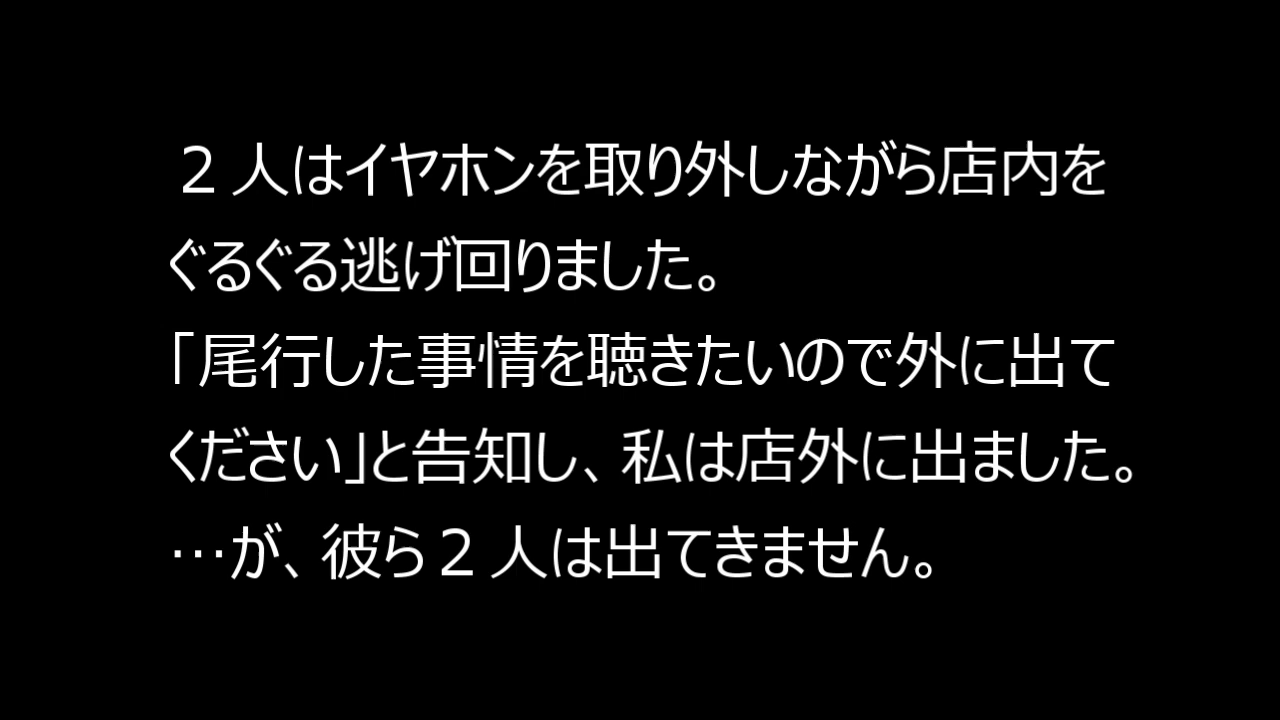 ２人はイヤホンを取り外しながら店内を
ぐるぐる逃げ回りました。
「尾行した事情を聴きたいので外に出て
ください」と告知し、私は店外に出ました。
…が、彼ら２人は出てきません。